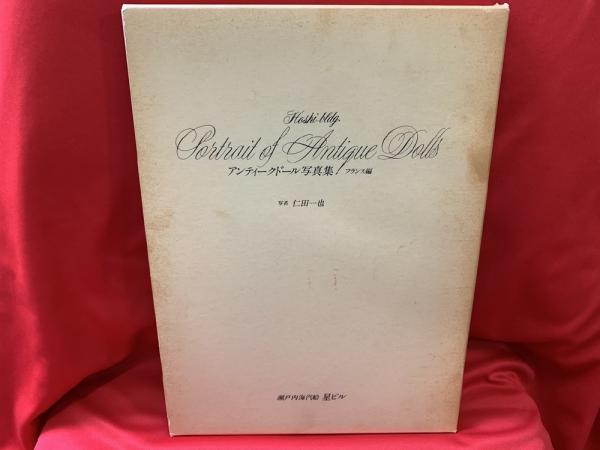 Hoshi bldg.
Portrait of Antique Dolls
アンティークドール写真集 フランス編
写真 仁田一也
瀬戸内海汽船 星ビル